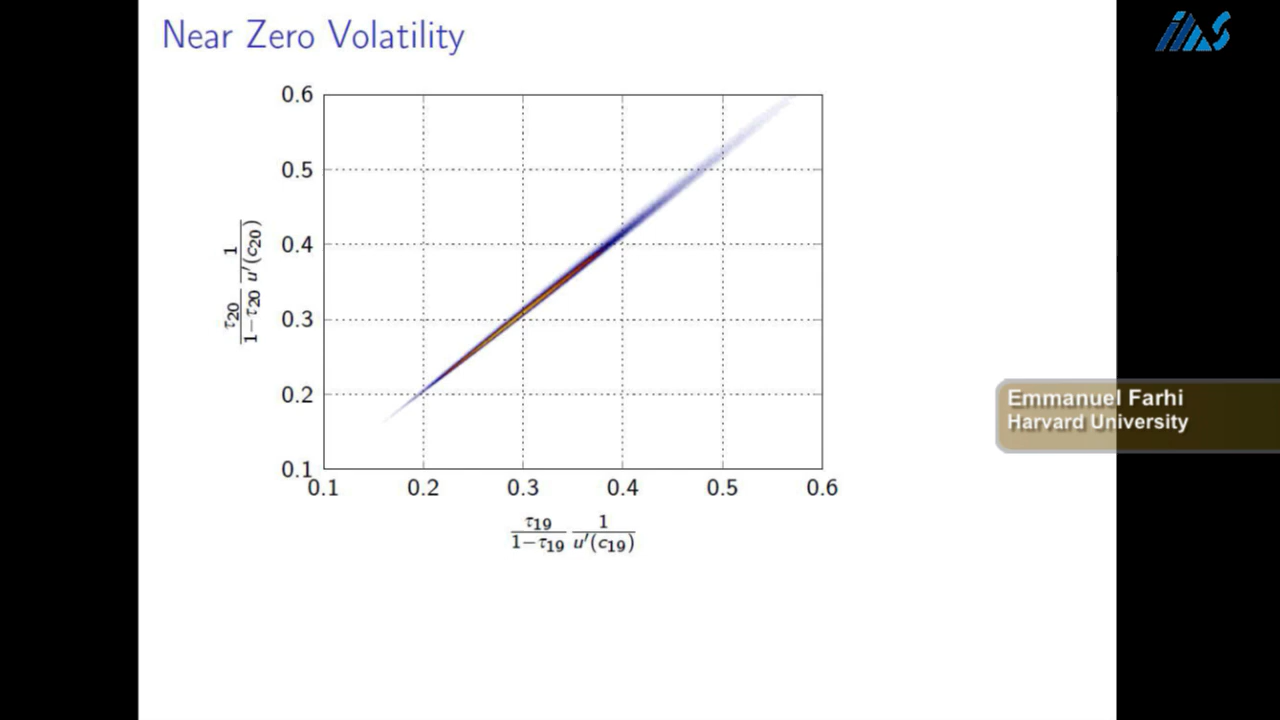 Near Zero Volatility
0.6
0.5
0.4
0.3
0.2
0.1
τ20/1−τ20 1/u′(c20)
0.1 0.2 0.3 0.4 0.5 0.6
τ19/1−τ19 1/u′(c19)
Emmanuel Farhi
Harvard University